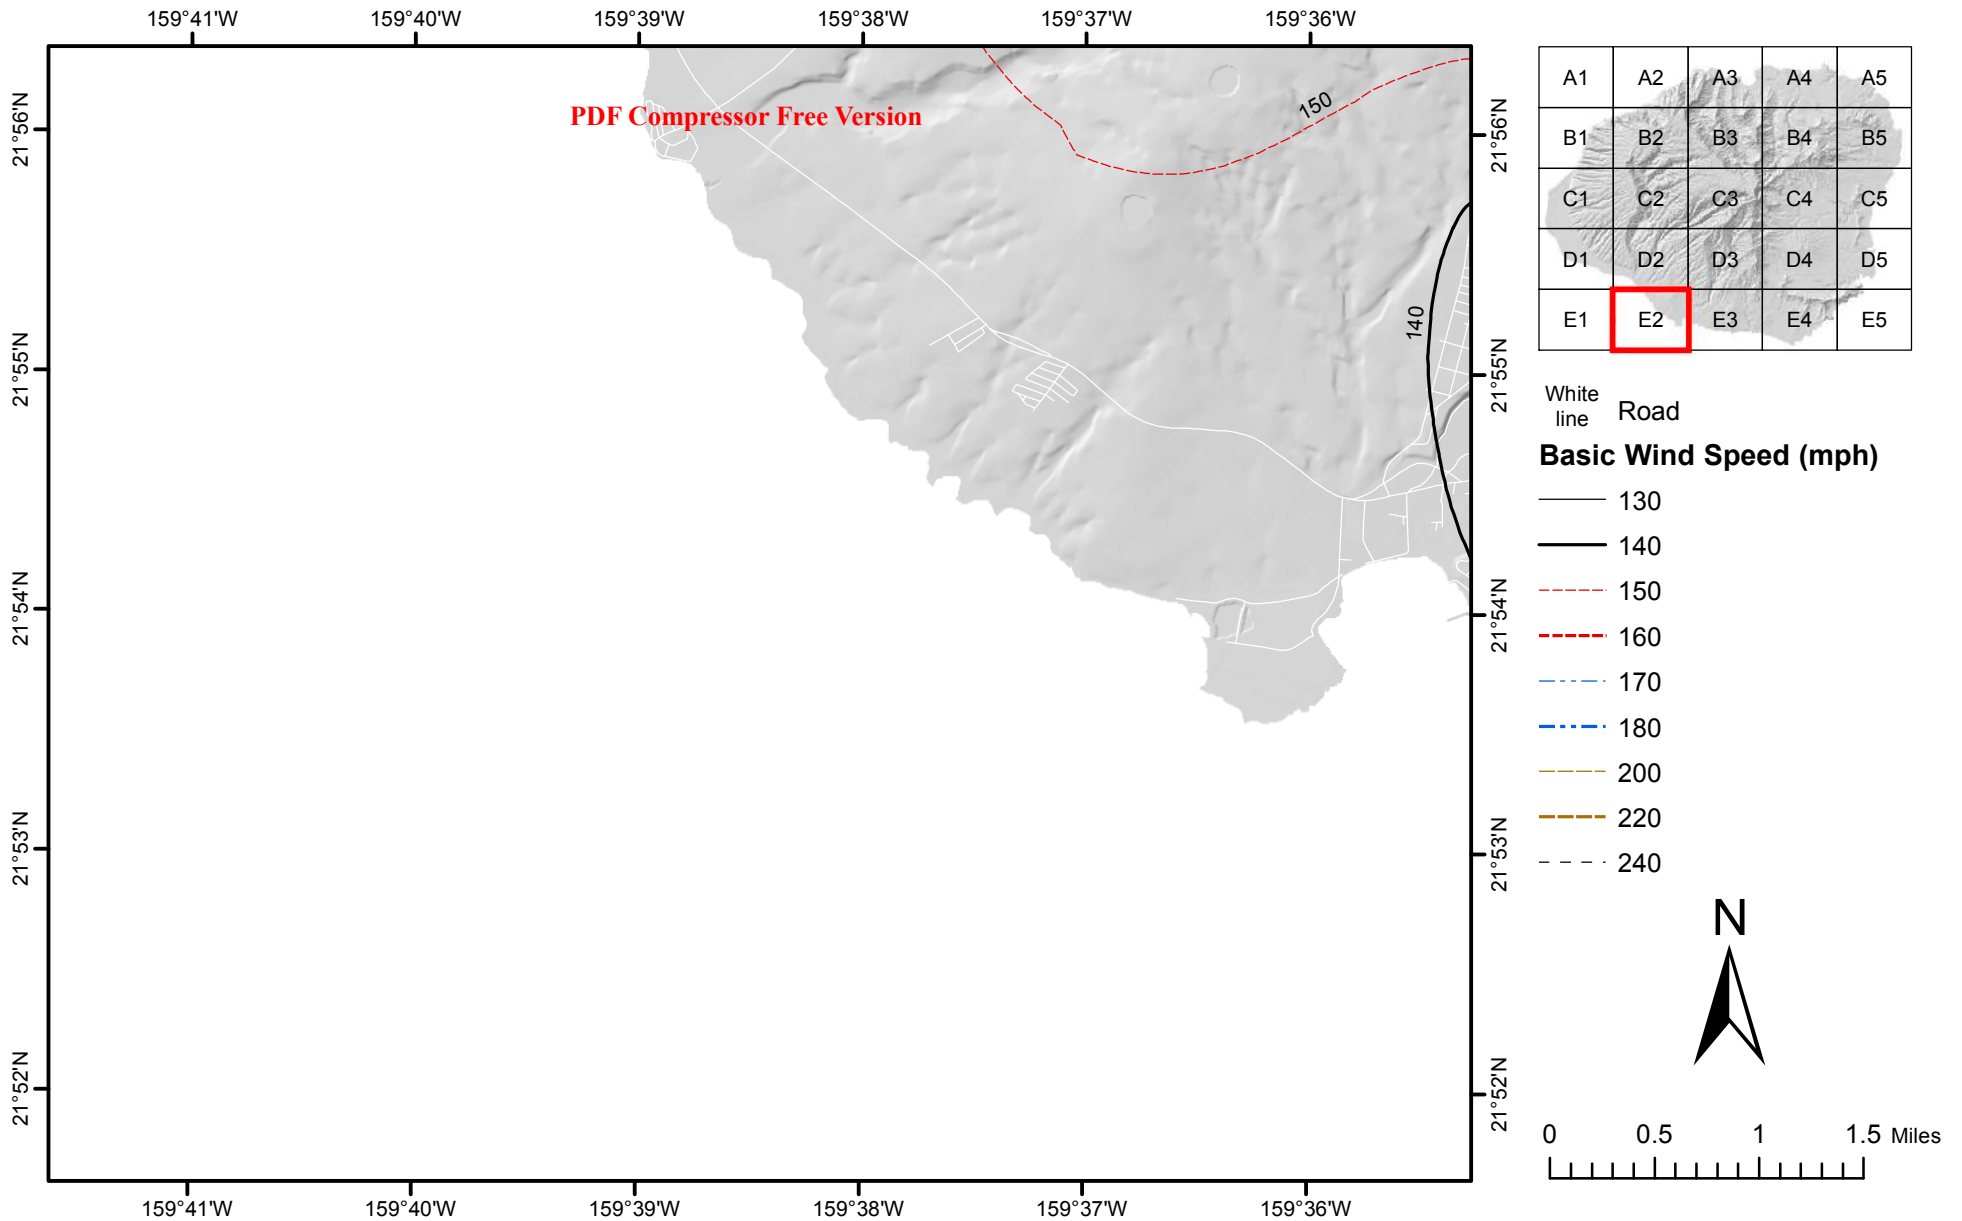 159°41'W 159°40'W 159°39'W 159°38'W 159°37'W 159°36'W
21°56'N
21°55'N
21°54'N
21°53'N
21°52'N
PDF Compressor Free Version
150
140
21°56'N
21°55'N
21°54'N
21°53'N
21°52'N
159°41'W 159°40'W 159°39'W 159°38'W 159°37'W 159°36'W
A1 A2 A3 A4 A5
B1 B2 B3 B4 B5
C1 C2 C3 C4 C5
D1 D2 D3 D4 D5
E1 E2 E3 E4 E5
White
line Road
Basic Wind Speed (mph)
130
140
150
160
170
180
200
220
240
N
0 0.5 1 1.5 Miles